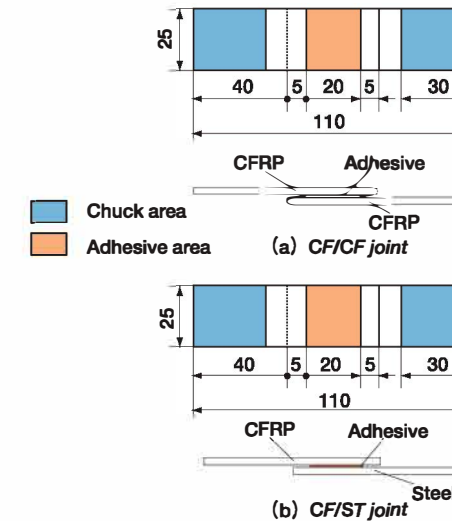 25
40 5 20 5 30
110
CFRP Adhesive
CFRP
Chuck area
Adhesive area
(a) CF/CF joint
25
40 5 20 5 30
110
CFRP Adhesive
Steel
(b) CF/ST joint